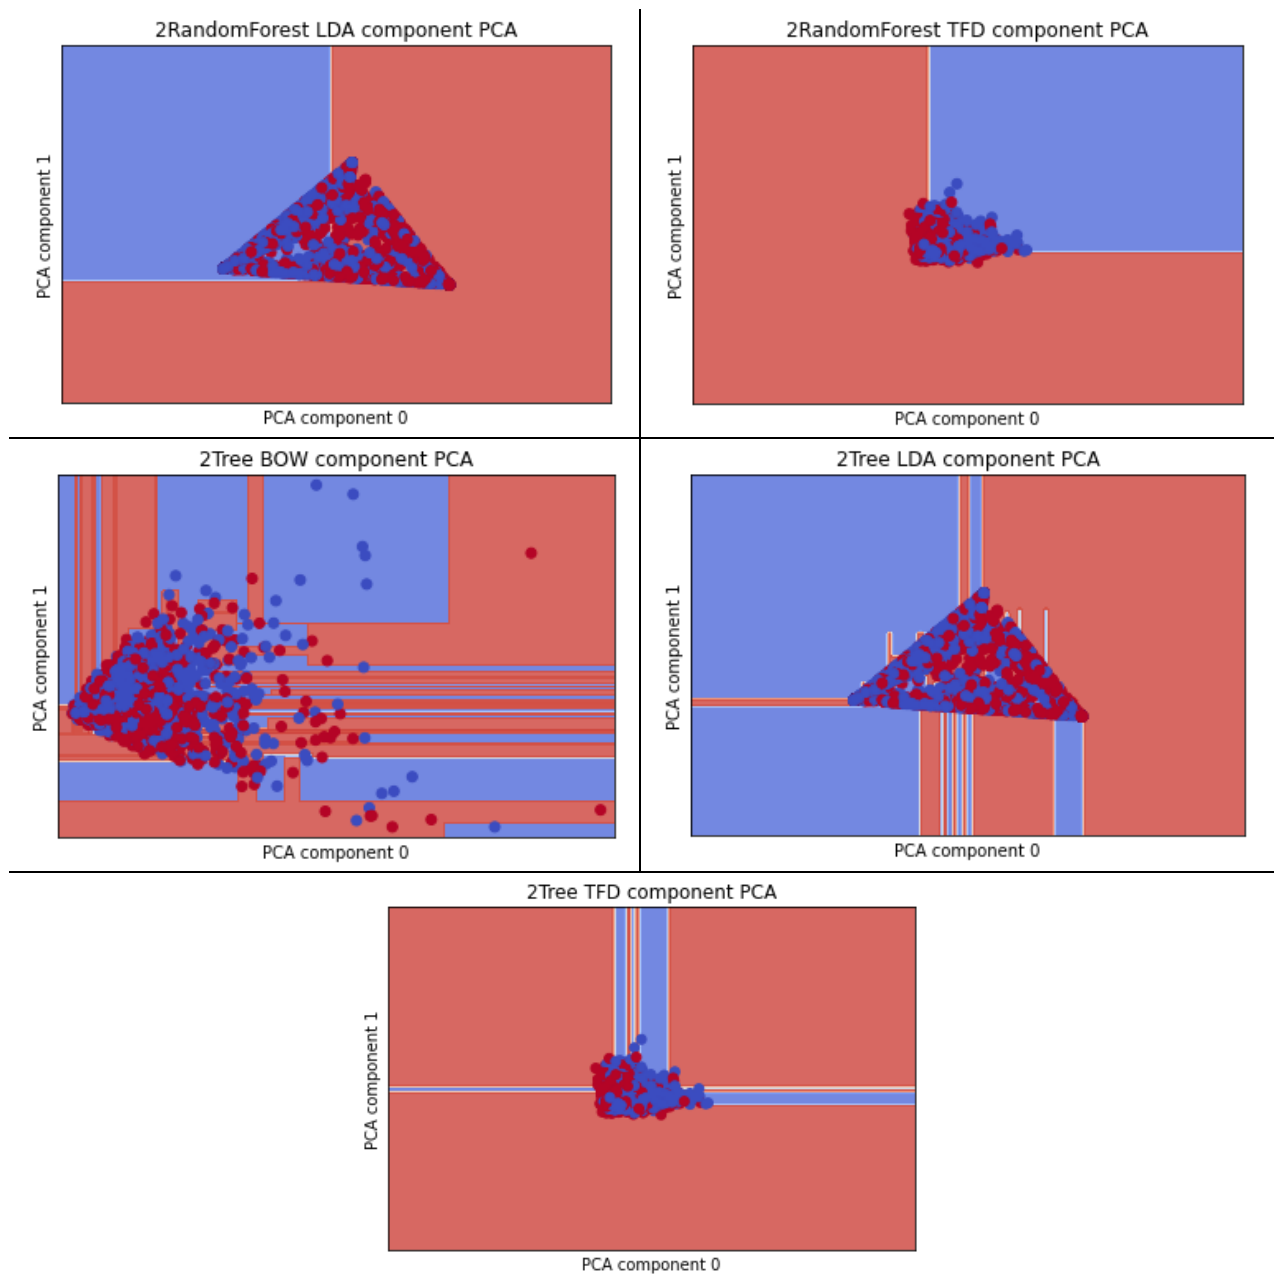 2RandomForest LDA component PCA
PCA component 1
PCA component 0
2RandomForest TFD component PCA
PCA component 1
PCA component 0
2Tree BOW component PCA
PCA component 1
PCA component 0
2Tree LDA component PCA
PCA component 1
PCA component 0
2Tree TFD component PCA
PCA component 1
PCA component 0